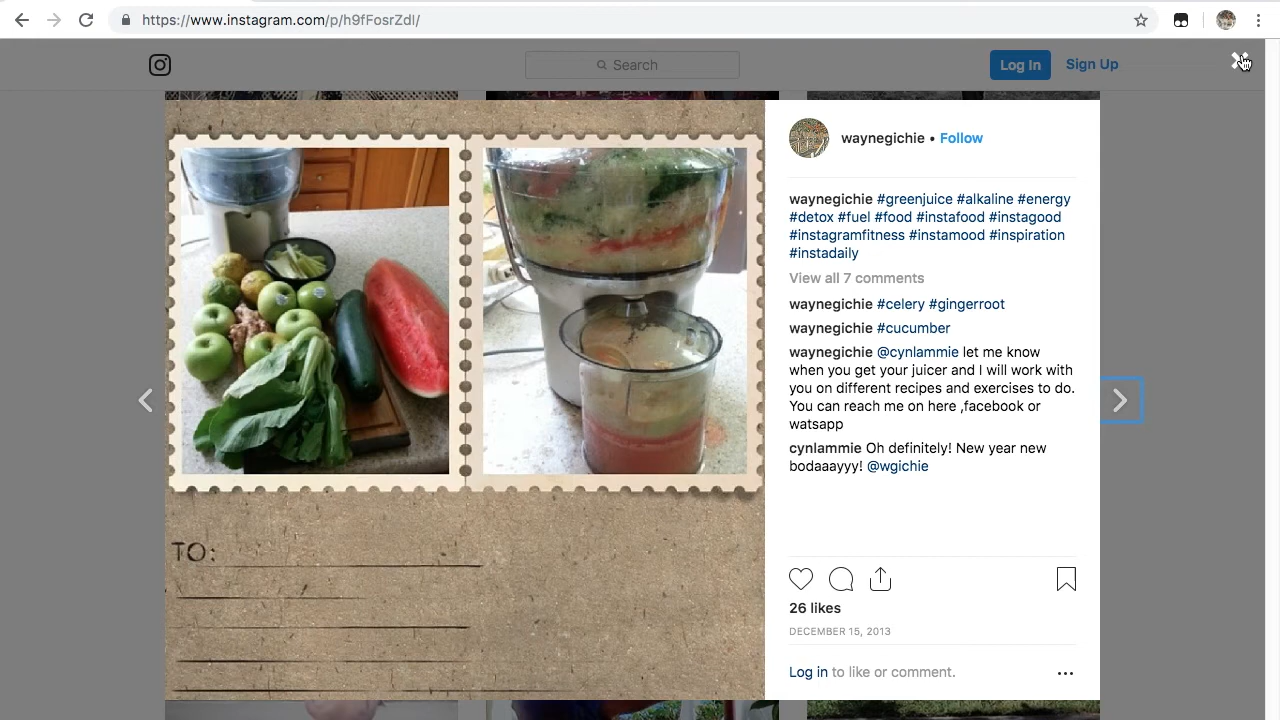 https://www.instagram.com/p/h9fFosrZdl/
Search
Log In
Sign Up
waynegichie • Follow
waynegichie #greenjuice #alkaline #energy
#detox #fuel #food #instafood #instagood
#instagramfitness #instamood #inspiration
#instadaily
View all 7 comments
waynegichie #celery #gingerroot
waynegichie #cucumber
waynegichie @cynlammie let me know
when you get your juicer and I will work with
you on different recipes and exercises to do.
You can reach me on here ,facebook or
watsapp
cynlammie Oh definitely! New year new
bodaaayyy! @wgichie
TO:
26 likes
DECEMBER 15, 2013
Log in to like or comment.